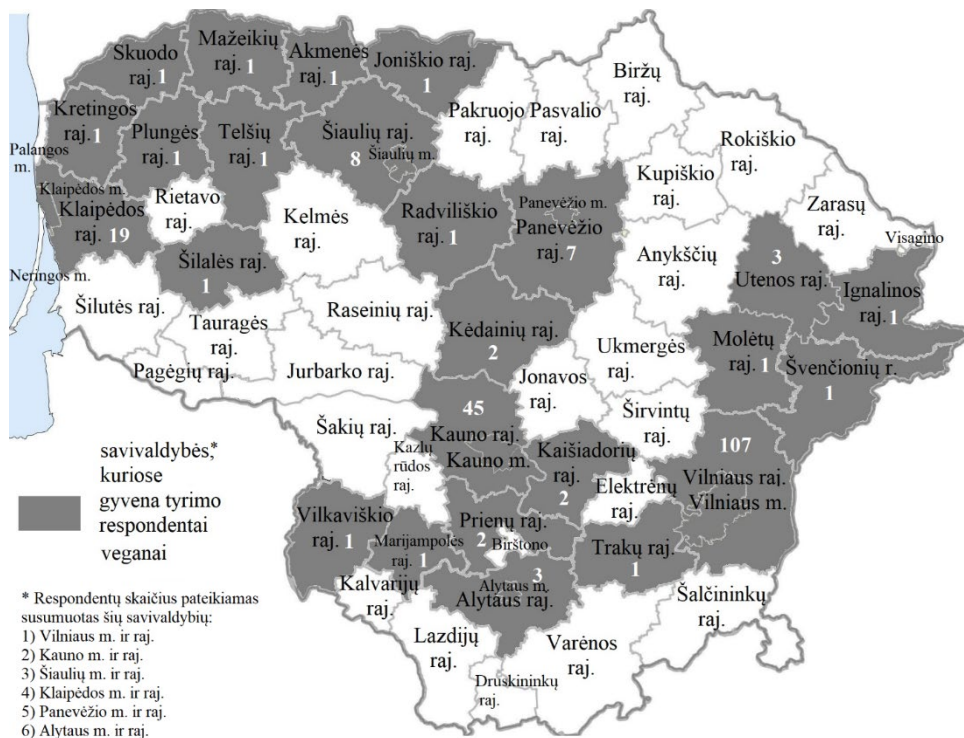 Skuodo
raj. 1
Mažeikių
raj. 1
Akmenės
raj. 1
Joniškio raj.
1
Pakruojo
raj.
Pasvalio
raj.
Biržų
raj.
Rokiškio
raj.
Kretingos
raj. 1
Plungės
raj. 1
Telšių
raj. 1
Šiaulių raj.
8 Šiaulių m.
Kupiškio
raj.
Zarasų
raj.
Palangos
m.
Klaipėdos m.
Klaipėdos
raj. 19
Rietavo
raj.
Kelmės
raj.
Radviliškio
raj. 1
Panevėžio m.
Panevėžio
raj. 7
Anykščių
raj.
3
Utenos raj.
Visagino
Ignalinos
raj. 1
Neringos m.
Šilalės raj.
1
Šilutės raj.
Tauragės
raj.
Pagėgių raj.
Raseinių raj.
Jurbarko raj.
Kėdainių raj.
2
Jonavos
raj.
Ukmergės
raj.
Molėtų
raj. 1
Švenčionių r.
1
Širvintų
raj.
Šakių raj.
45
Kauno raj.
Kauno m.
Kazlų
rūdos
raj.
Kaišiadorių
raj.
2
Elektrėnų
raj.
107
Vilniaus raj.
Vilniaus m.
savivaldybės,*
kuriose
gyvena tyrimo
respondentai
veganai
Vilkaviškio
raj. 1
Marijampolės
raj. 1
Prienų raj.
2
Birštono
Trakų raj.
1
Kalvarijų
raj.
3
Alytaus m.
Alytaus raj.
Šalčininkų
raj.
Lazdijų
raj.
Varėnos
raj.
Druskininkų
raj.
* Respondentų skaičius pateikiamas
susumuotas šių savivaldybių:
1) Vilniaus m. ir raj.
2) Kauno m. ir raj.
3) Šiaulių m. ir raj.
4) Klaipėdos m. ir raj.
5) Panevėžio m. ir raj.
6) Alytaus m. ir raj.